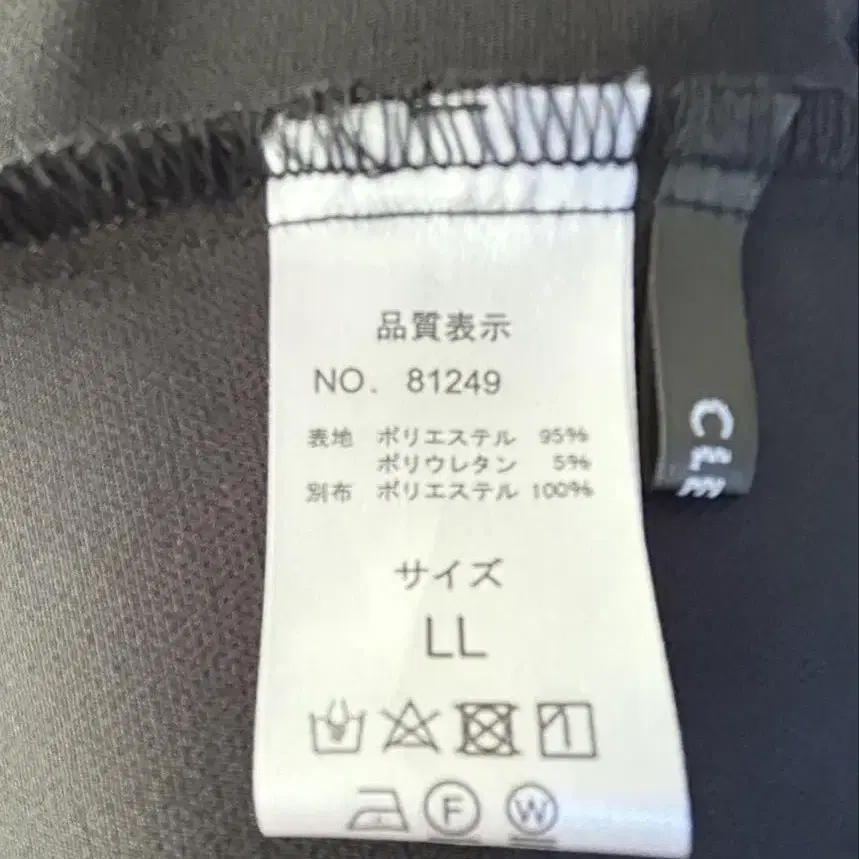 品質表示
NO. 81249
表地 ポリエステル 95%
ポリウレタン 5%
別布 ポリエステル 100%
サイズ
LL
F W
CLE